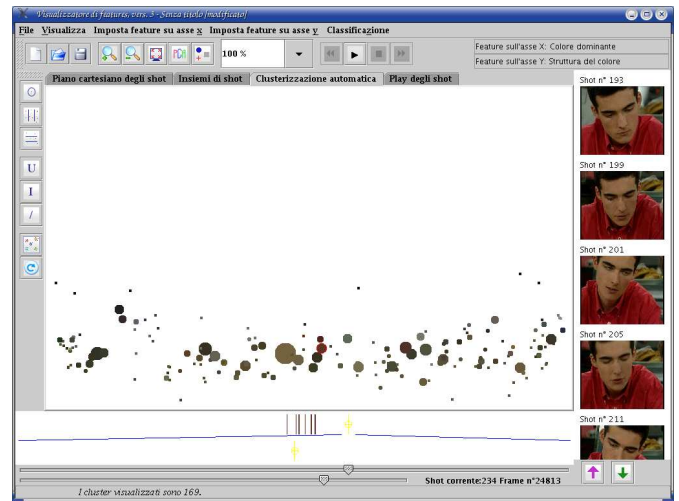 Visualizzatore di features, vers. 3 - Senza titolo [modificato]
File Visualizza Imposta feature su asse x Imposta feature su asse y Classificazione
100 %
Feature sull'asse X: Colore dominante
Feature sull'asse Y: Struttura del colore
Piano cartesiano degli shot Insiemi di shot Clusterizzazione automatica Play degli shot
Shot n° 193
Shot n° 199
Shot n° 201
Shot n° 205
Shot n° 211
U
I
/
Shot corrente:234 Frame n°24813
I cluster visualizzati sono 169.